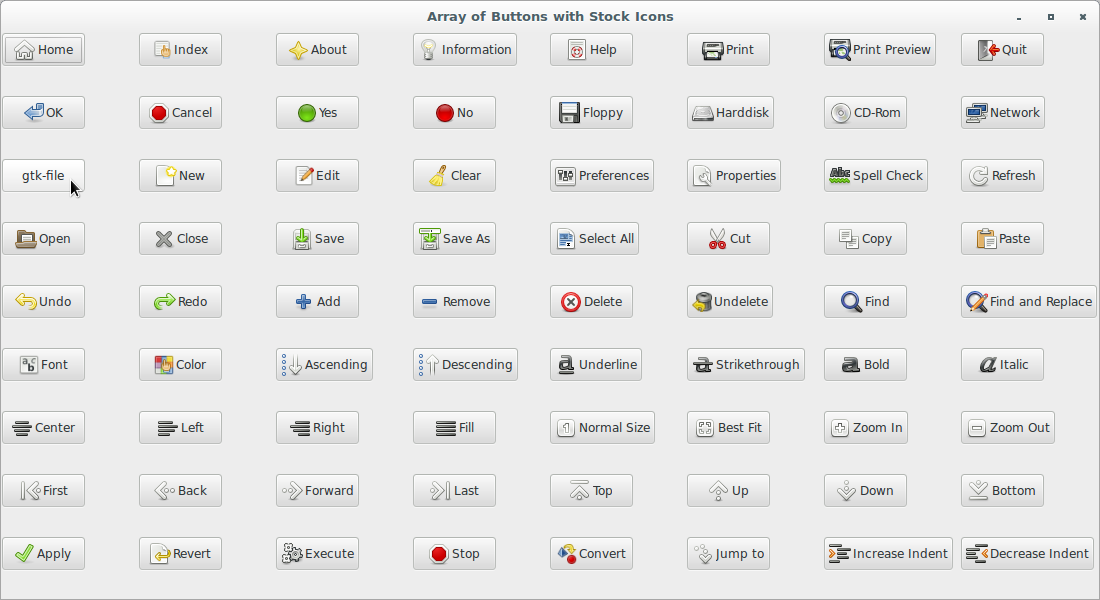 Array of Buttons with Stock Icons
Home Index About Information Help Print Print Preview Quit
OK Cancel Yes No Floppy Harddisk CD-Rom Network
gtk-file New Edit Clear Preferences Properties Abc Spell Check Refresh
Open Close Save Save As Select All Cut Copy Paste
Undo Redo Add Remove Delete Undelete Find Find and Replace
a b c Font Color Ascending Descending a Underline a Strikethrough a Bold a Italic
Center Left Right Fill 1 Normal Size Best Fit Zoom In Zoom Out
First Back Forward Last Top Up Down Bottom
Apply Revert Execute Stop Convert Jump to Increase Indent Decrease Indent